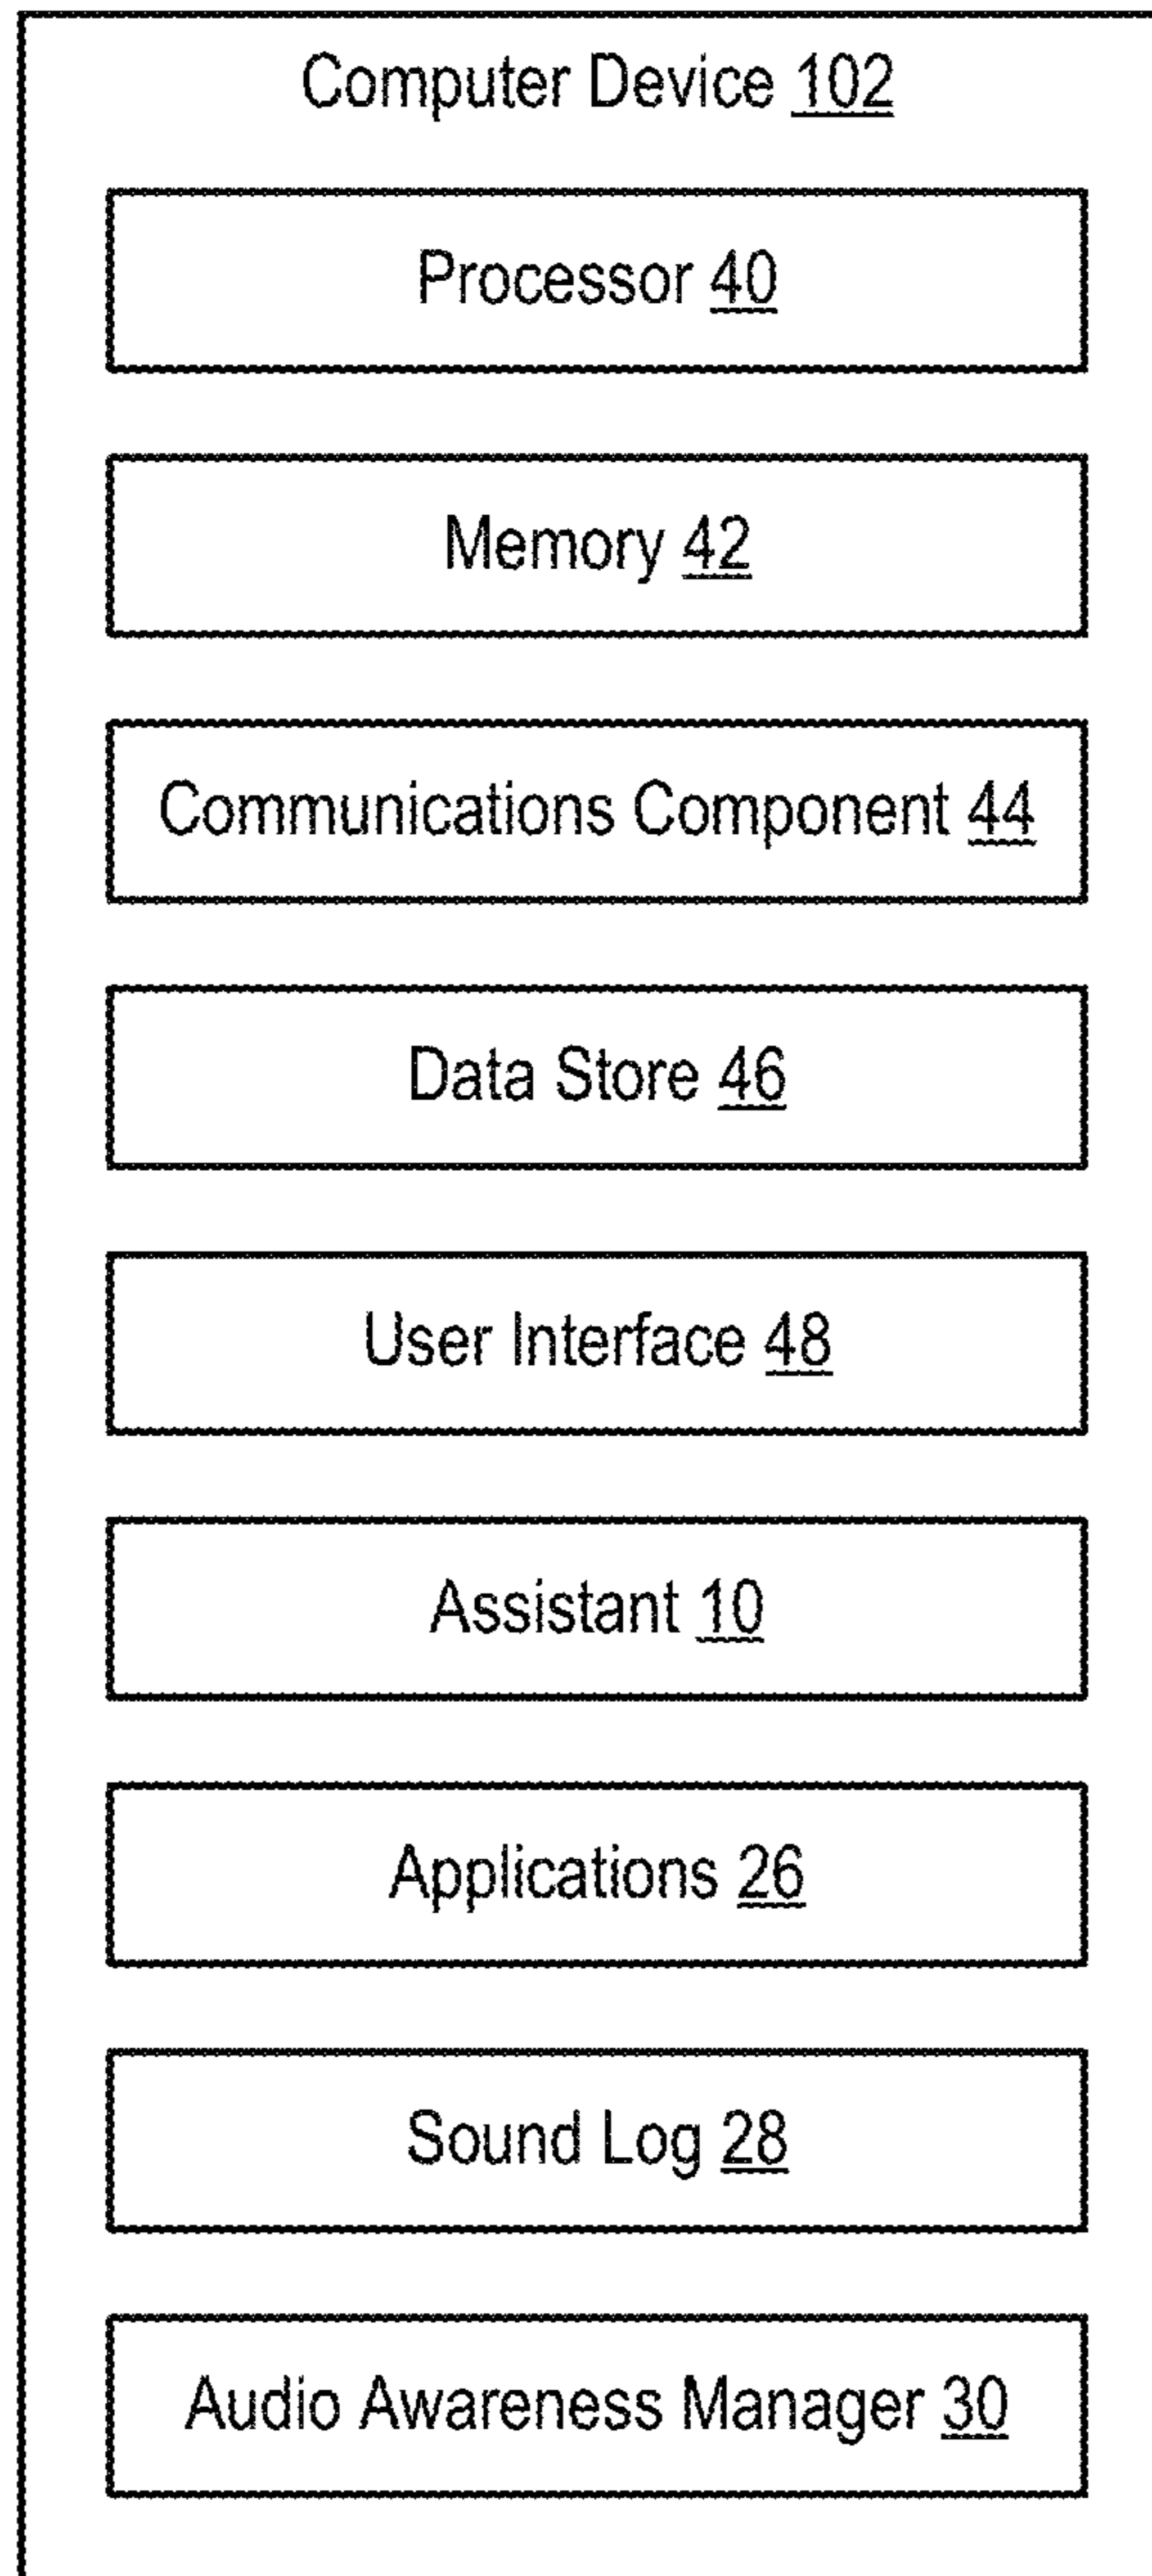 Computer Device 102
Processor 40
Memory 42
Communications Component 44
Data Store 46
User Interface 48
Assistant 10
Applications 26
Sound Log 28
Audio Awareness Manager 30